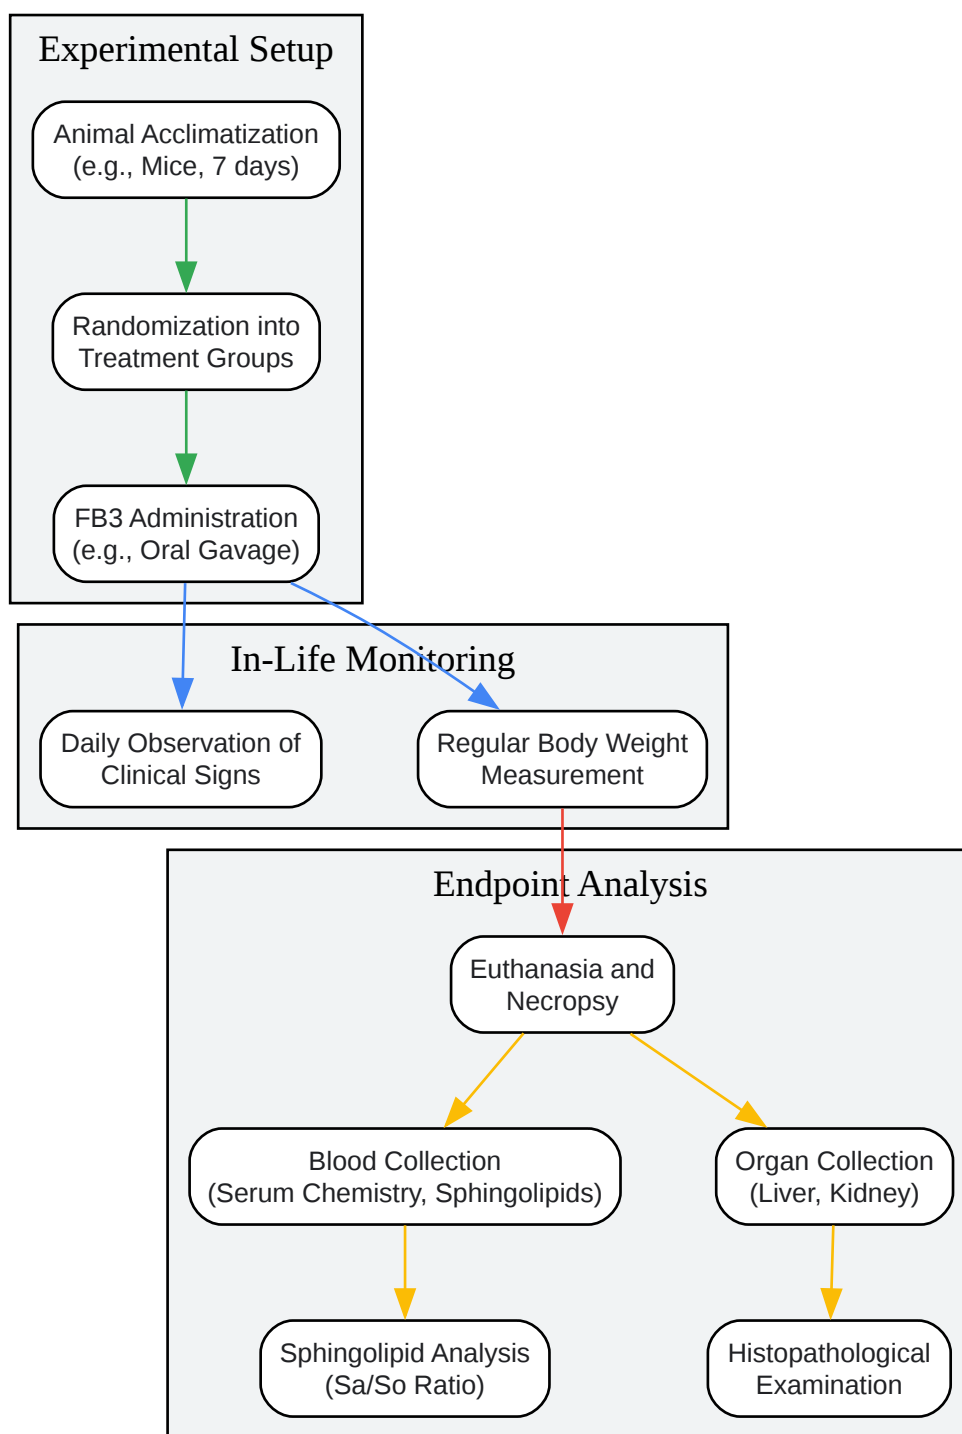 Experimental Setup
Animal Acclimatization
(e.g., Mice, 7 days)
Randomization into
Treatment Groups
FB3 Administration
(e.g., Oral Gavage)
In-Life Monitoring
Daily Observation of
Clinical Signs
Regular Body Weight
Measurement
Endpoint Analysis
Euthanasia and
Necropsy
Blood Collection
(Serum Chemistry, Sphingolipids)
Organ Collection
(Liver, Kidney)
Sphingolipid Analysis
(Sa/So Ratio)
Histopathological
Examination